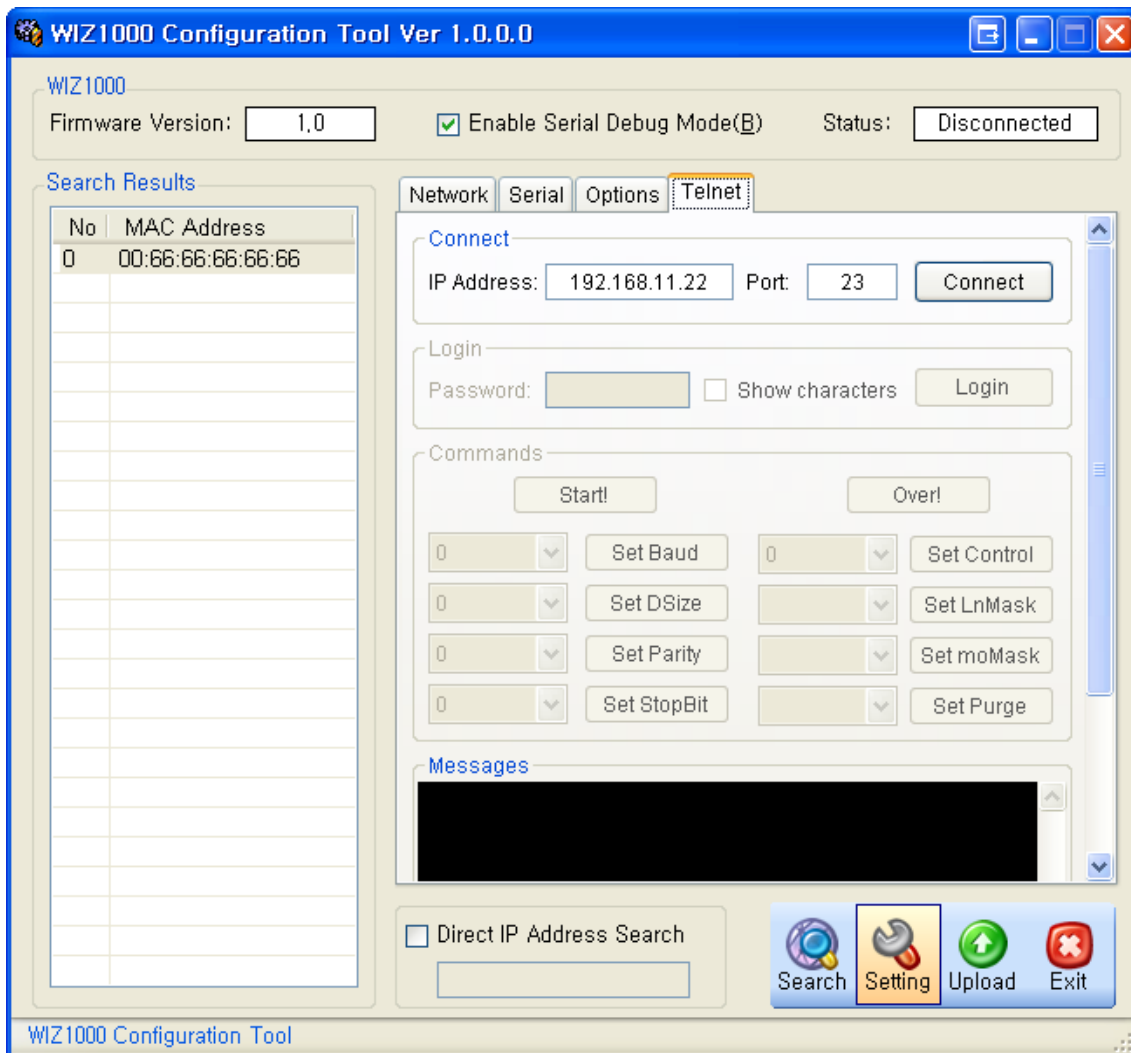 WIZ1000 Configuration Tool Ver 1.0.0.0
WIZ1000
Firmware Version: 1.0 Enable Serial Debug Mode(B) Status: Disconnected
Search Results
No MAC Address
0 00:66:66:66:66:66
Network Serial Options Telnet
Connect
IP Address: 192.168.11.22 Port: 23 Connect
Login
Password: Show characters Login
Commands
Start! Over!
0 Set Baud 0 Set Control
0 Set DSize Set LnMask
0 Set Parity Set moMask
0 Set StopBit Set Purge
Messages
Direct IP Address Search
Search Setting Upload Exit
WIZ1000 Configuration Tool